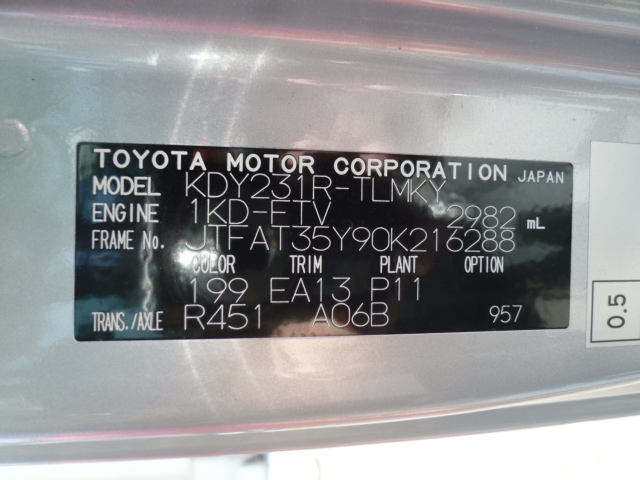 TOYOTA MOTOR CORPORATION JAPAN
MODEL KDY231R-TLMKY
ENGINE 1KD-FTV 2982 mL
FRAME No. JTFAT35Y90K216288
COLOR TRIM PLANT OPTION
199 EA13 P11
TRANS./AXLE R451 A06B 957
0.5